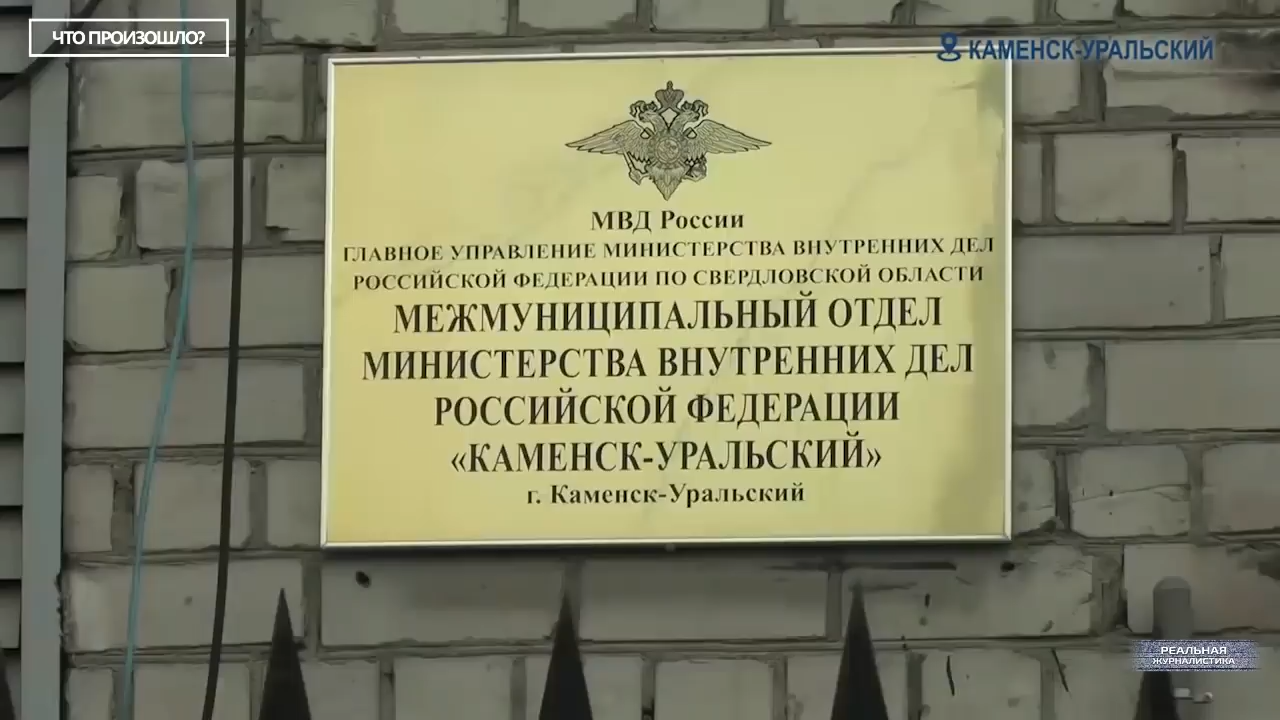 ЧТО ПРОИЗОШЛО?
КАМЕНСК-УРАЛЬСКИЙ
МВД России
ГЛАВНОЕ УПРАВЛЕНИЕ МИНИСТЕРСТВА ВНУТРЕННИХ ДЕЛ
РОССИЙСКОЙ ФЕДЕРАЦИИ ПО СВЕРДЛОВСКОЙ ОБЛАСТИ
МЕЖМУНИЦИПАЛЬНЫЙ ОТДЕЛ
МИНИСТЕРСТВА ВНУТРЕННИХ ДЕЛ
РОССИЙСКОЙ ФЕДЕРАЦИИ
«КАМЕНСК-УРАЛЬСКИЙ»
г. Каменск-Уральский
РЕАЛЬНАЯ
ЖУРНАЛИСТИКА